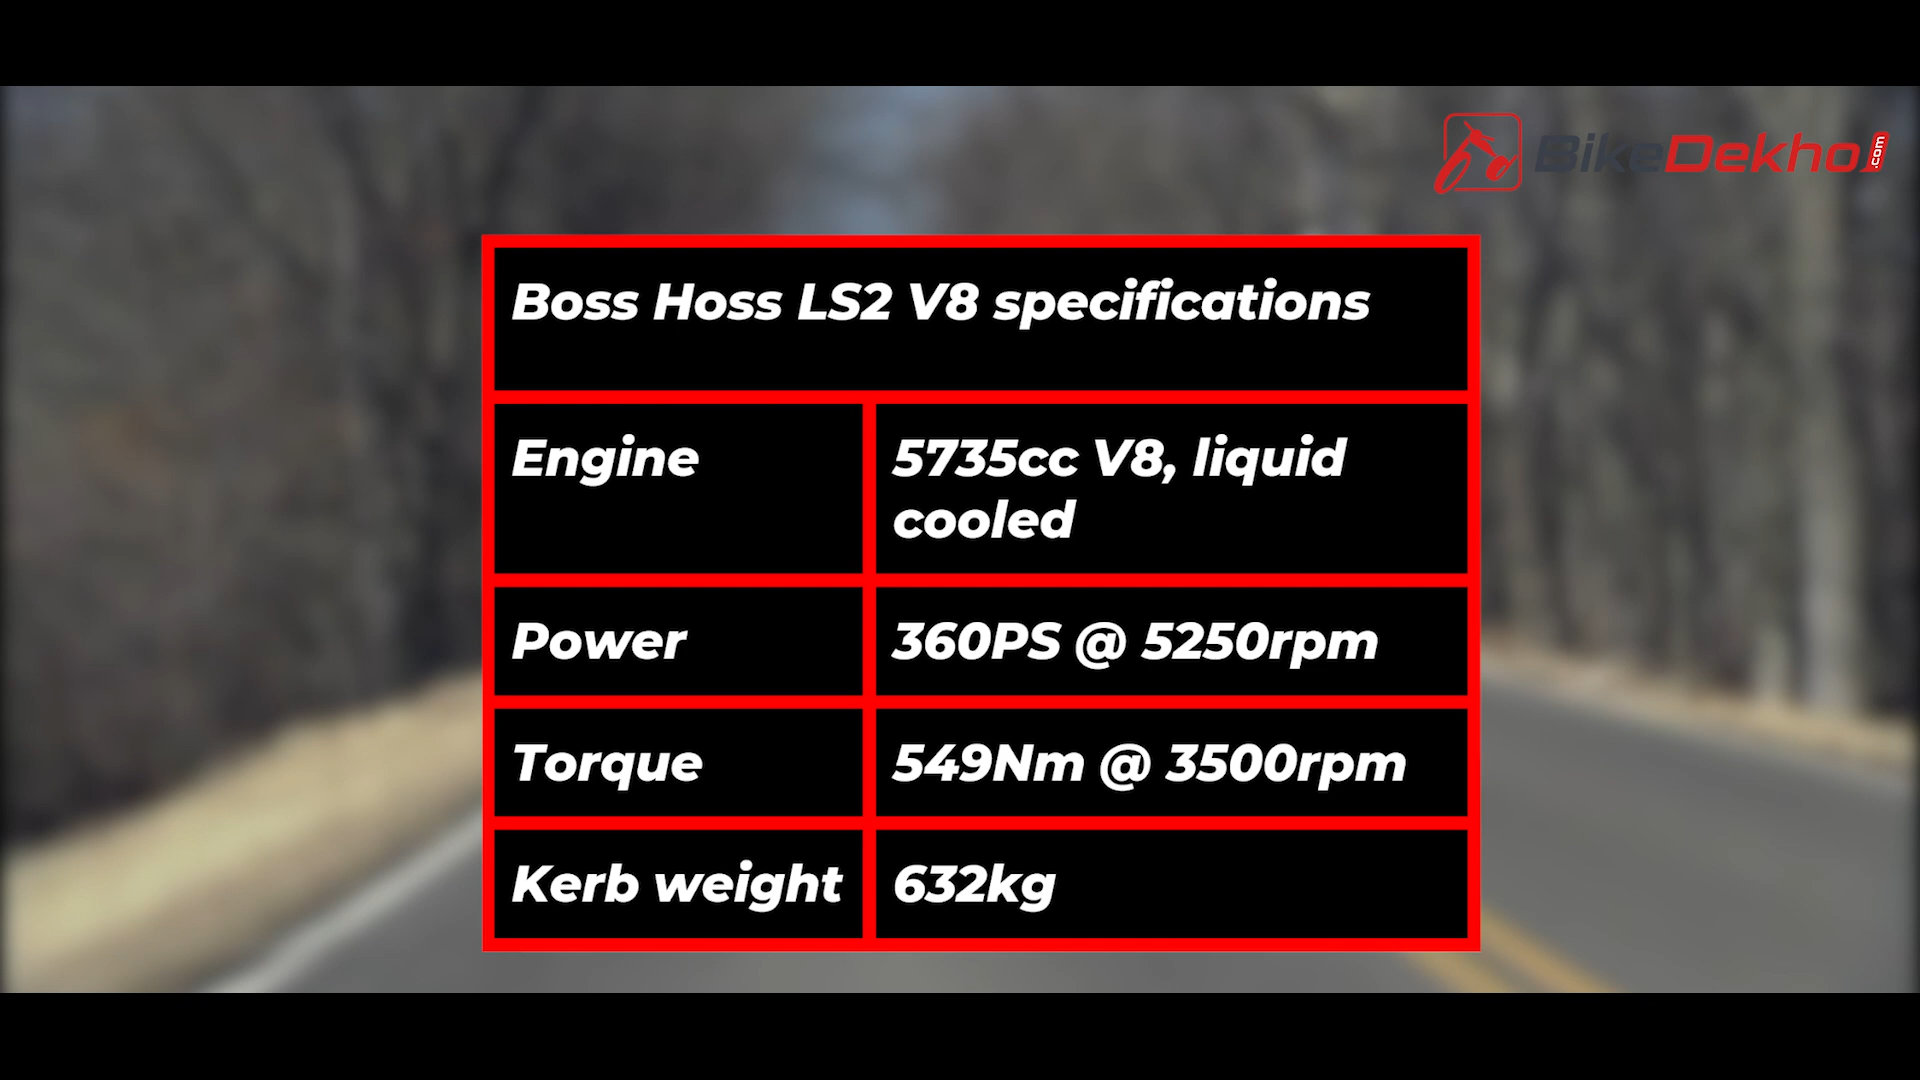 BikeDekho.com
Boss Hoss LS2 V8 specifications
Engine
5735cc V8, liquid
cooled
Power
360PS @ 5250rpm
Torque
549Nm @ 3500rpm
Kerb weight
632kg